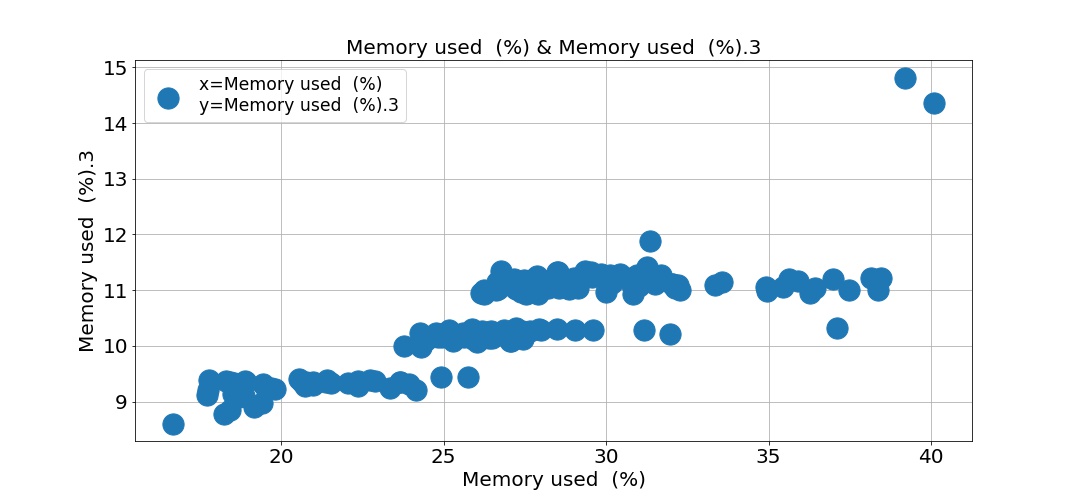 Memory used  (%) & Memory used  (%).3
x=Memory used  (%)
y=Memory used  (%).3
Memory used  (%).3
15
14
13
12
11
10
9
20
25
30
35
40
Memory used  (%)